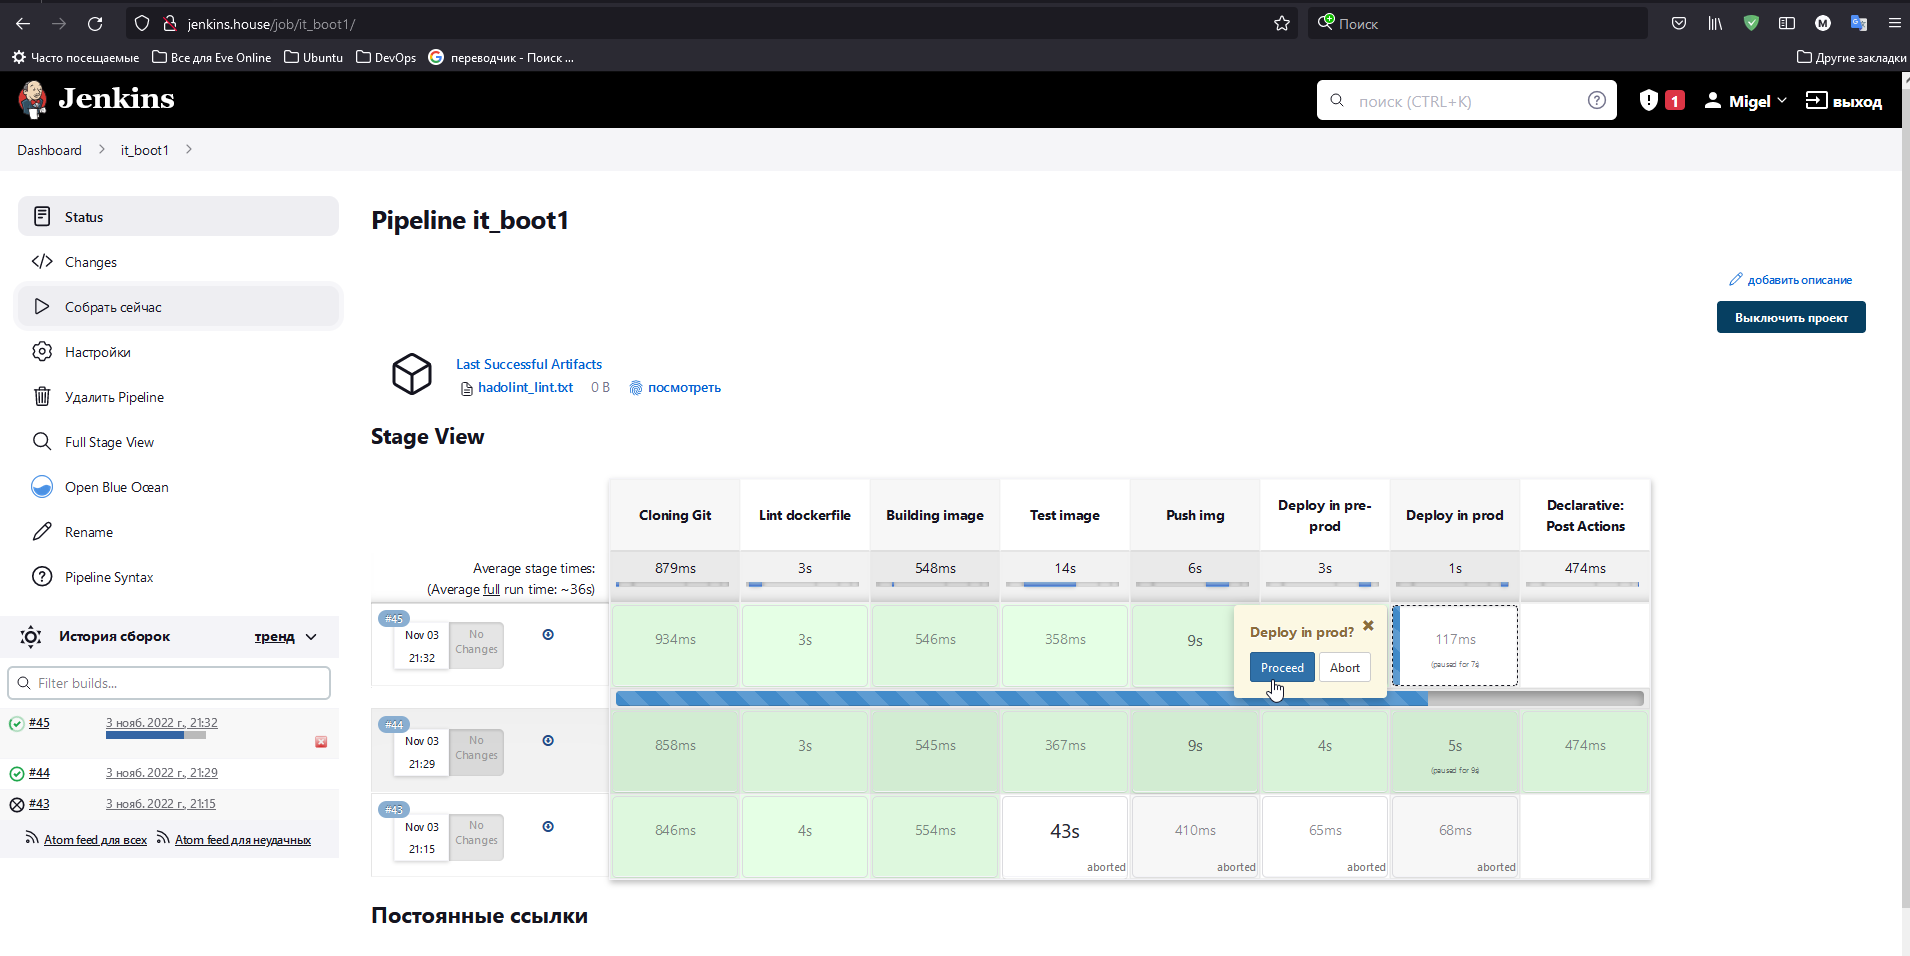 jenkins.house/job/it_boot1/
Поиск
Часто посещаемые
Все для Eve Online
Ubuntu
DevOps
переводчик - Поиск ...
Другие закладки
Jenkins
поиск (CTRL+K)
1
Migel
выход
Dashboard
it_boot1
Status
Changes
Собрать сейчас
Настройки
Удалить Pipeline
Full Stage View
Open Blue Ocean
Rename
Pipeline Syntax
История сборок
тренд
Filter builds...
#45
3 нояб. 2022 г., 21:32
#44
3 нояб. 2022 г., 21:29
#43
3 нояб. 2022 г., 21:15
Atom feed для всех
Atom feed для неудачных
Pipeline it_boot1
добавить описание
Выключить проект
Last Successful Artifacts
hadolint_lint.txt 0 B посмотреть
Stage View
Cloning Git
Lint dockerfile
Building image
Test image
Push img
Deploy in pre-
prod
Deploy in prod
Declarative:
Post Actions
Average stage times:
(Average full run time: ~36s)
879ms
3s
548ms
14s
6s
3s
1s
474ms
#45
Nov 03
21:32
No
Changes
934ms
3s
546ms
358ms
9s
Deploy in prod?
Proceed
Abort
117ms
(paused for 7s)
#44
Nov 03
21:29
No
Changes
858ms
3s
545ms
367ms
9s
4s
5s
(paused for 9s)
474ms
#43
Nov 03
21:15
No
Changes
846ms
4s
554ms
43s
aborted
410ms
aborted
65ms
aborted
68ms
aborted
Постоянные ссылки